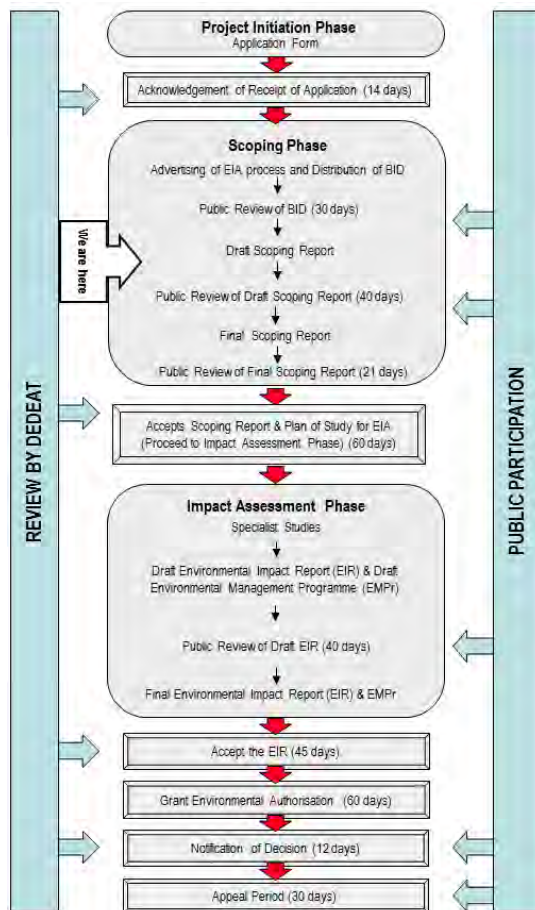 Project Initiation Phase
Application Form
Acknowledgement of Receipt of Application (14 days)
Scoping Phase
Advertising of EIA process and Distribution of BID
Public Review of BID (30 days)
Draft Scoping Report
We are here
Public Review of Draft Scoping Report (40 days)
Final Scoping Report
Public Review of Final Scoping Report (21 days)
Accepts Scoping Report & Plan of Study for EIA
(Proceed to Impact Assessment Phase) (60 days)
REVIEW BY DEDEAT
PUBLIC PARTICIPATION
Impact Assessment Phase
Specialist Studies
Draft Environmental Impact Report (EIR) & Draft
Environmental Management Programme (EMPr)
Public Review of Draft EIR (40 days)
Final Environmental Impact Report (EIR) & EMPr
Accept the EIR (45 days)
Grant Environmental Authorisation (60 days)
Notification of Decision (12 days)
Appeal Period (30 days)